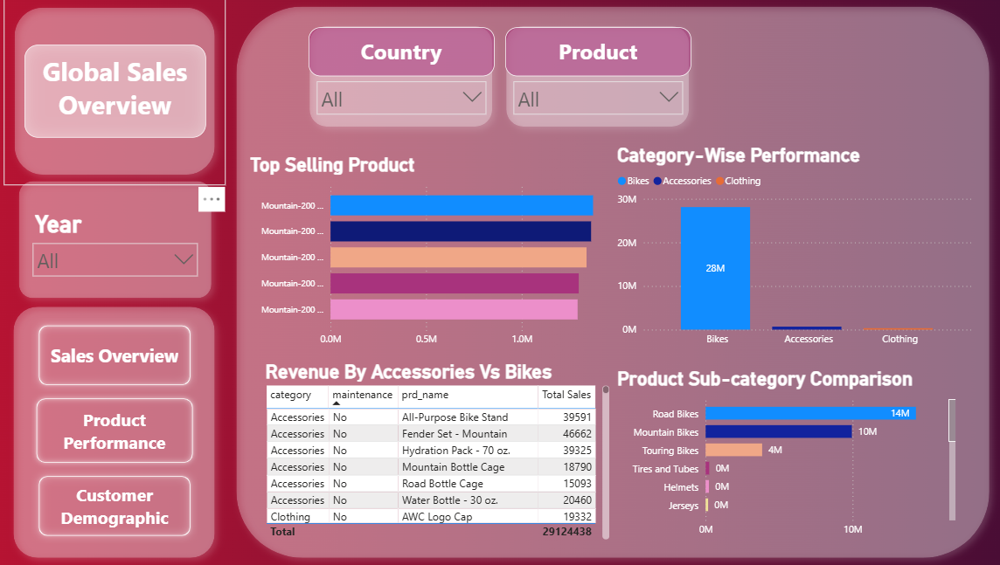 Global Sales
Overview
Year
All
Sales Overview
Product
Performance
Customer
Demographic
Country
All
Product
All
Top Selling Product
Mountain-200 ...
Mountain-200 ...
Mountain-200 ...
Mountain-200 ...
Mountain-200 ...
0.0M 0.5M 1.0M
Category-Wise Performance
Bikes Accessories Clothing
30M
20M
10M
0M
28M
Bikes Accessories Clothing
Revenue By Accessories Vs Bikes
category maintenance prd_name Total Sales
Accessories No All-Purpose Bike Stand 39591
Accessories No Fender Set - Mountain 46662
Accessories No Hydration Pack - 70 oz. 39325
Accessories No Mountain Bottle Cage 18790
Accessories No Road Bottle Cage 15093
Accessories No Water Bottle - 30 oz. 20460
Clothing No AWC Logo Cap 19332
Total 29124438
Product Sub-category Comparison
Road Bikes 14M
Mountain Bikes 10M
Touring Bikes 4M
Tires and Tubes 0M
Helmets 0M
Jerseys 0M
0M 10M